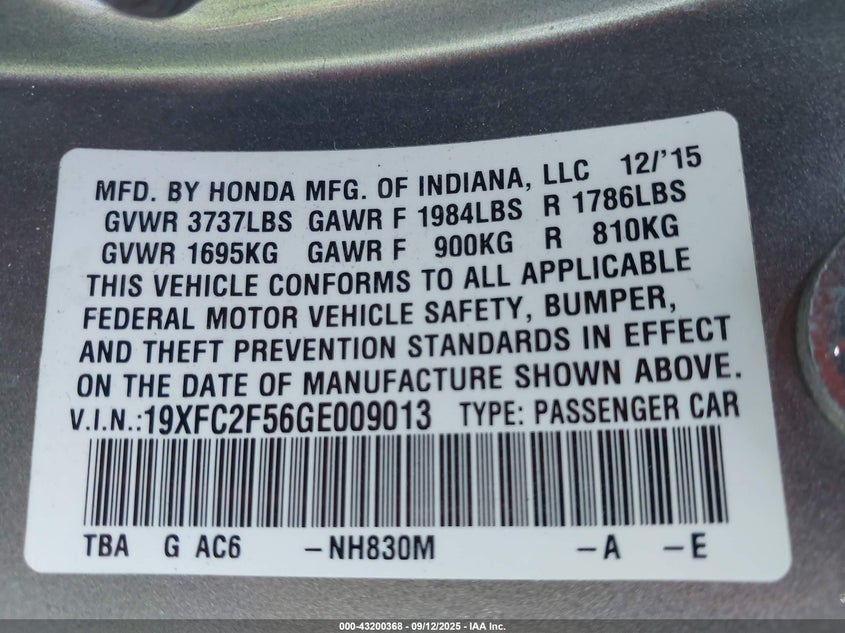 MFD. BY HONDA MFG. OF INDIANA, LLC 12/'15
GVWR 3737LBS GAWR F 1984LBS R 1786LBS
GVWR 1695KG GAWR F 900KG R 810KG
THIS VEHICLE CONFORMS TO ALL APPLICABLE
FEDERAL MOTOR VEHICLE SAFETY, BUMPER,
AND THEFT PREVENTION STANDARDS IN EFFECT
ON THE DATE OF MANUFACTURE SHOWN ABOVE.
V.I.N.:19XFC2F56GE009013 TYPE: PASSENGER CAR
TBA G AC6 -NH830M -A -E
000-43200368 - 09/12/2025 - IAA Inc.